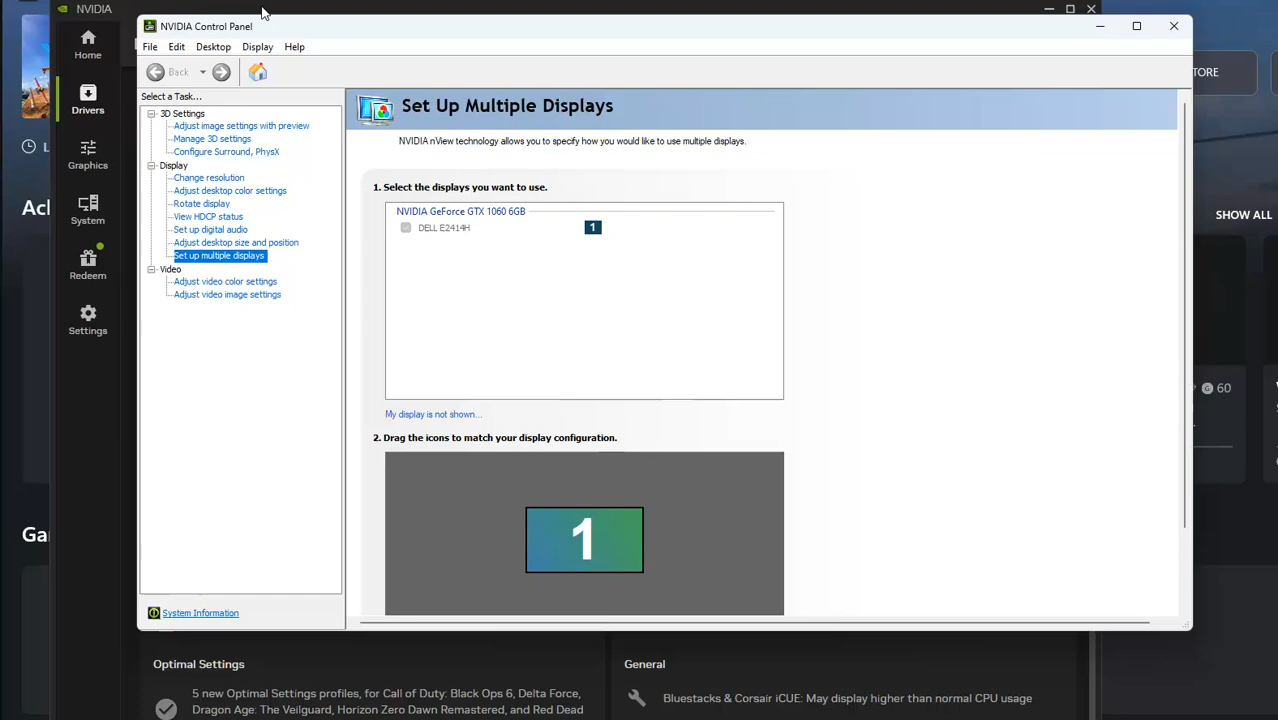 NVIDIA
NVIDIA Control Panel
File Edit Desktop Display Help
Back
Home
Drivers
Graphics
System
Redeem
Settings
Select a Task...
3D Settings
Adjust image settings with preview
Manage 3D settings
Configure Surround, PhysX
Display
Change resolution
Adjust desktop color settings
Rotate display
View HDCP status
Set up digital audio
Adjust desktop size and position
Set up multiple displays
Video
Adjust video color settings
Adjust video image settings
System Information
Set Up Multiple Displays
NVIDIA nView technology allows you to specify how you would like to use multiple displays.
1. Select the displays you want to use.
NVIDIA GeForce GTX 1060 6GB
DELL E2414H 1
My display is not shown...
2. Drag the icons to match your display configuration.
1
TORE
SHOW ALL
60
Optimal Settings
5 new Optimal Settings profiles, for Call of Duty: Black Ops 6, Delta Force,
Dragon Age: The Veilguard, Horizon Zero Dawn Remastered, and Red Dead
General
Bluestacks & Corsair iCUE: May display higher than normal CPU usage